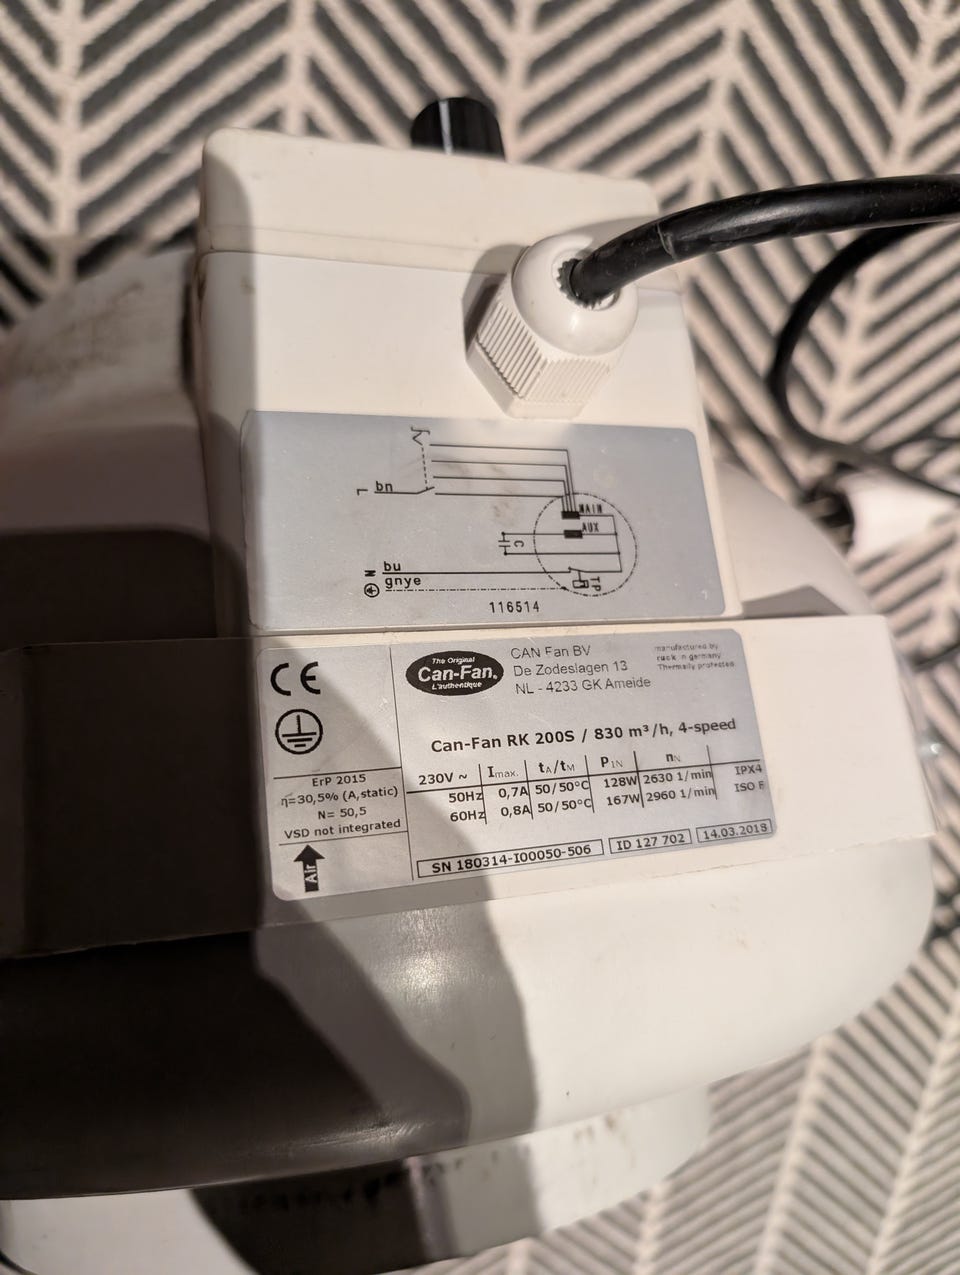 MAIN
AUX
L bn
C
N bu
gnye
TP
116514
CE
The Original
Can-Fan.
L'authentique
CAN Fan BV
De Zodeslagen 13
NL - 4233 GK Ameide
manufactured by
ruck in germany
Thermally protected
Can-Fan RK 200S / 830 m³/h, 4-speed
230V ~ Imax. tA/tM P1N nN
50Hz 0,7A 50/50°C 128W 2630 1/min IPX4
60Hz 0,8A 50/50°C 167W 2960 1/min ISO F
ErP 2015
η=30,5% (A,static)
N= 50,5
VSD not integrated
Air
SN 180314-I00050-506 ID 127 702 14.03.2018